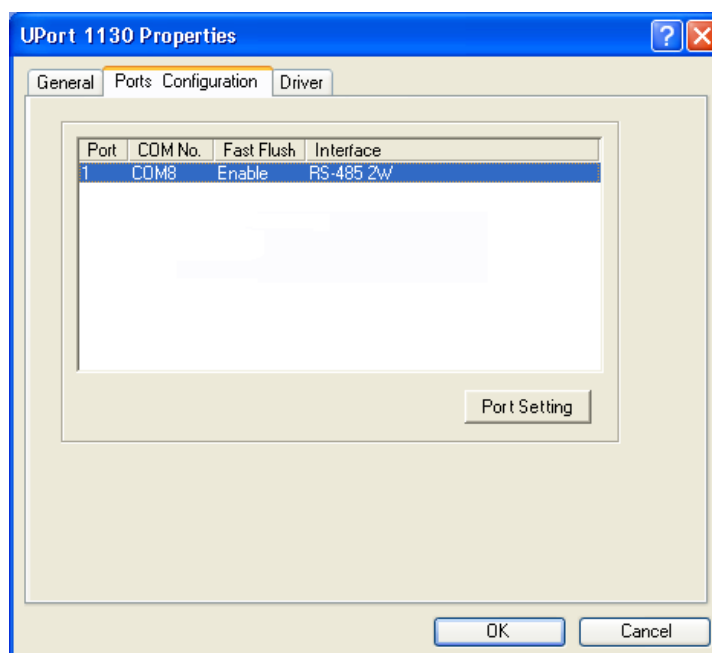 UPort 1130 Properties
General Ports Configuration Driver
Port COM No. Fast Flush Interface
1 COM8 Enable RS-485 2W
Port Setting
OK Cancel